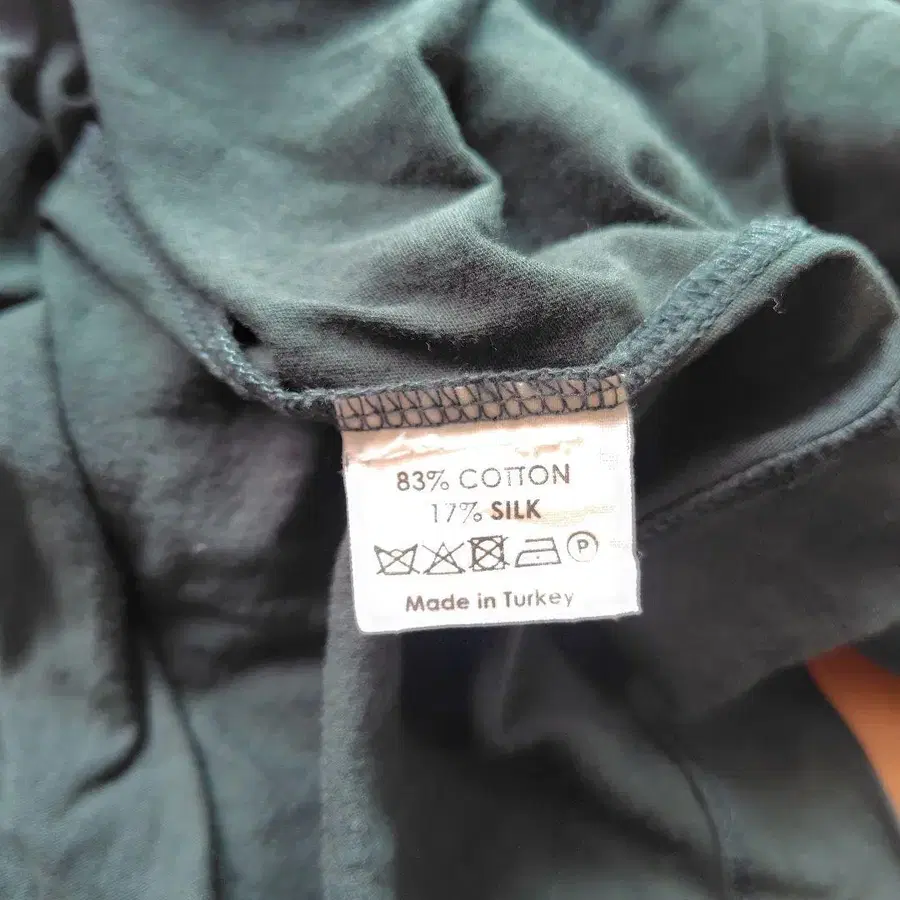 83% COTTON
17% SILK
P
Made in Turkey